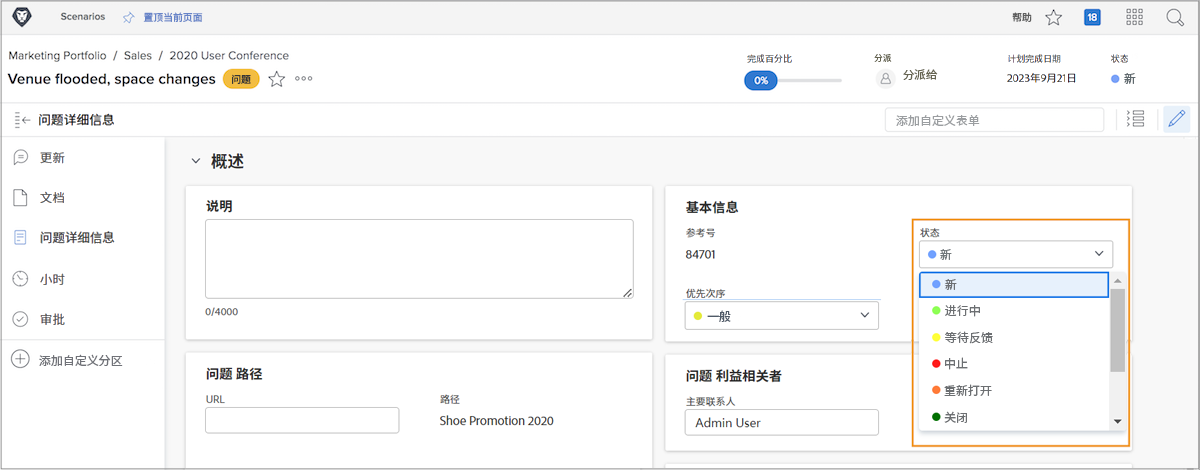 Scenarios
置顶当前页面
帮助
18
Marketing Portfolio / Sales / 2020 User Conference
Venue flooded, space changes
问题
完成百分比
0%
分派
分派给
计划完成日期
2023年9月21日
状态
新
问题详细信息
添加自定义表单
更新
文档
问题详细信息
小时
审批
添加自定义分区
概述
说明
0/4000
基本信息
参考号
84701
优先次序
一般
状态
新
新
进行中
等待反馈
中止
重新打开
关闭
问题 路径
URL
路径
Shoe Promotion 2020
问题 利益相关者
主要联系人
Admin User